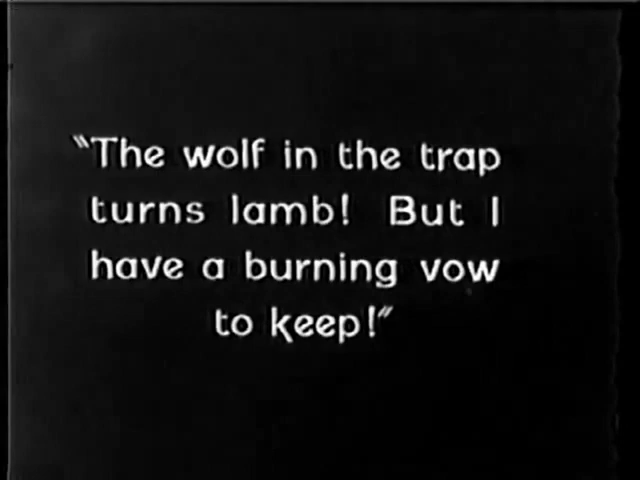 "The wolf in the trap
turns lamb! But I
have a burning vow
to keep!"